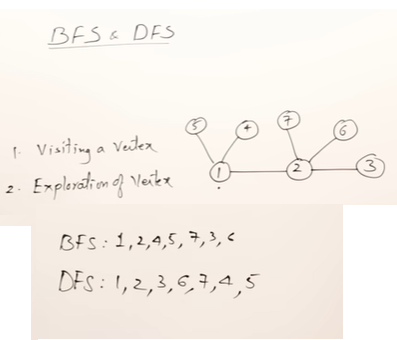 BFS & DFS
5 4 7 6
1. Visiting a Vertex
1 2 3
2. Exploration of Vertex
BFS: 1, 2, 4, 5, 7, 3, 6
DFS: 1, 2, 3, 6, 7, 4, 5